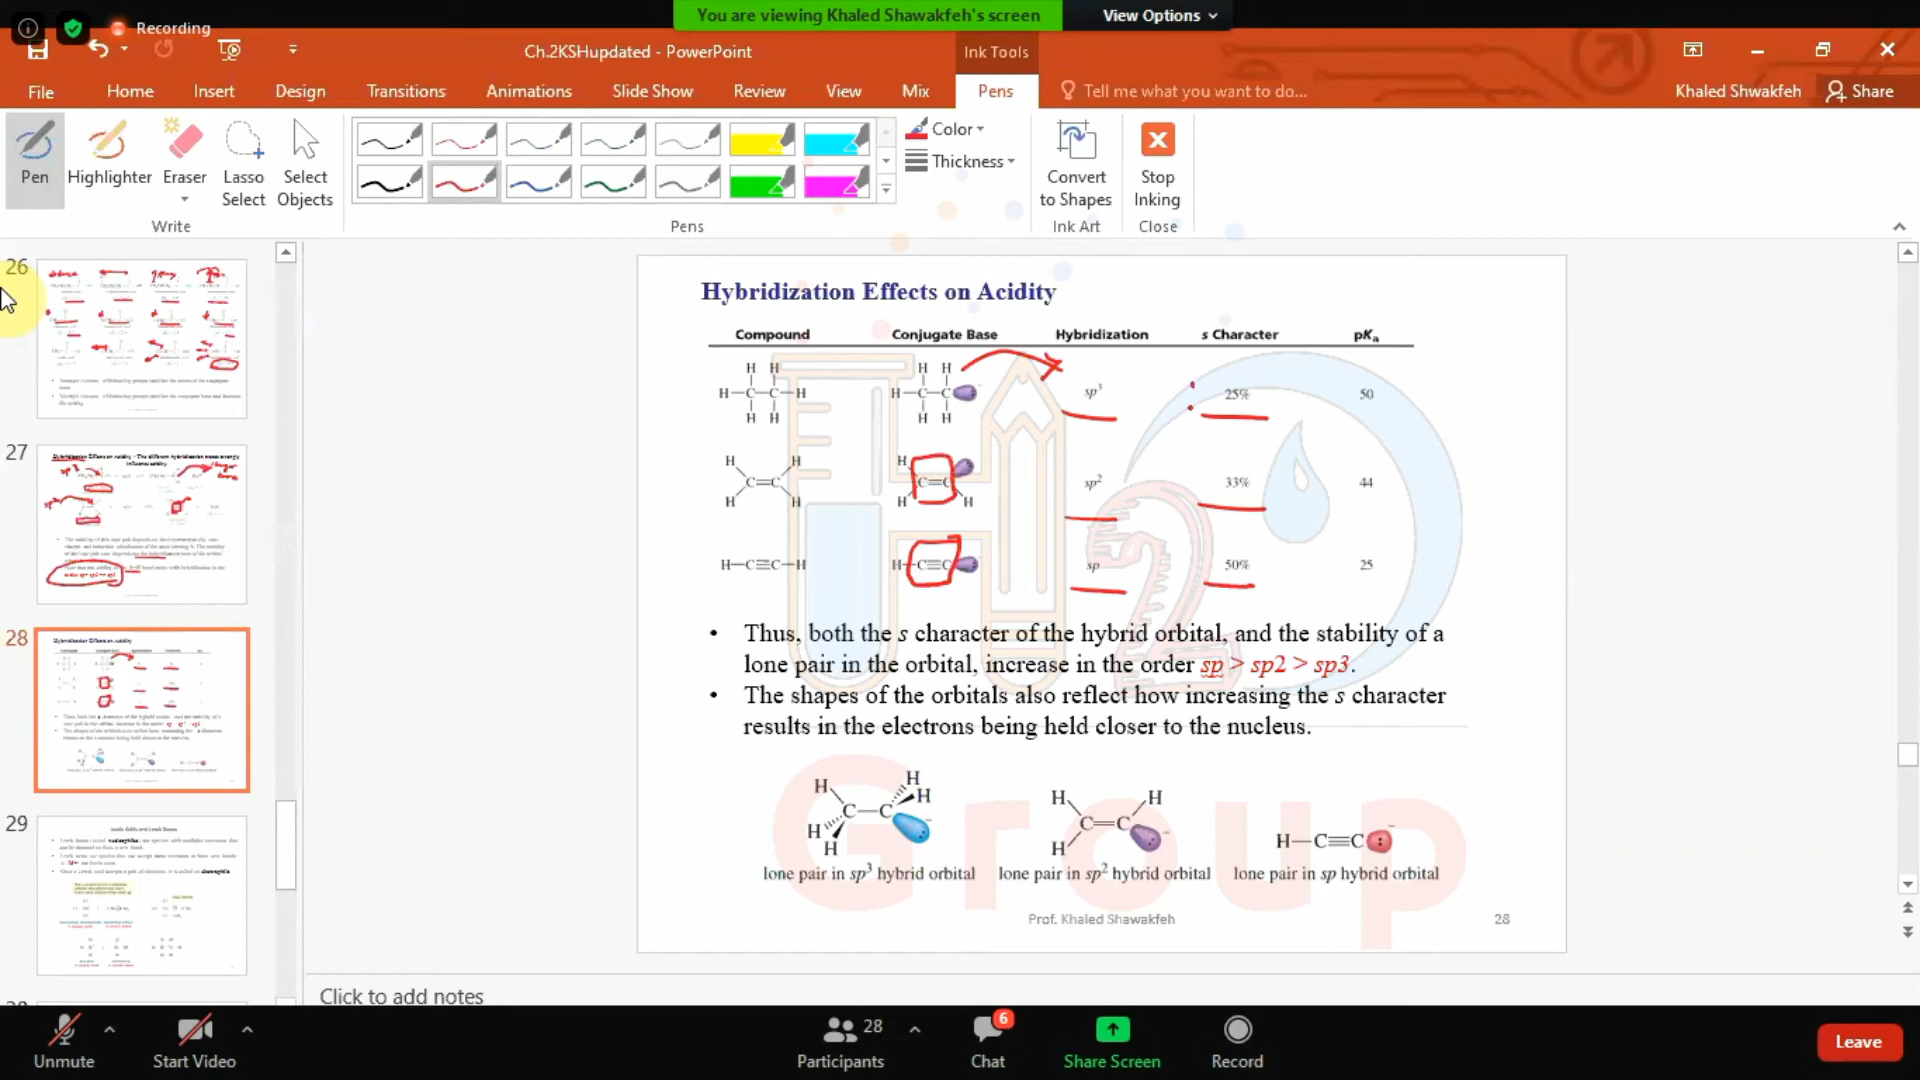 Recording
You are viewing Khaled Shawakfeh's screen
View Options
Ch.2KSHupdated - PowerPoint
Ink Tools
File Home Insert Design Transitions Animations Slide Show Review View Mix Pens Tell me what you want to do... Khaled Shwakfeh Share
Pen Highlighter Eraser Lasso Select Select Objects
Color
Thickness
Convert to Shapes
Stop Inking
Write Pens Ink Art Close
26
27
28
29
Hybridization Effects on Acidity
Compound Conjugate Base Hybridization s Character pKa
H H H H
H–C–C–H H–C–C – sp³ 25% 50
H H H H
H H H
C=C C=C – sp² 33% 44
H H H H
H–C≡C–H H–C≡C – sp 50% 25
• Thus, both the s character of the hybrid orbital, and the stability of a
lone pair in the orbital, increase in the order sp > sp2 > sp3.
• The shapes of the orbitals also reflect how increasing the s character
results in the electrons being held closer to the nucleus.
H H H H H
C–C – C=C – H–C≡C : –
H H H
lone pair in sp³ hybrid orbital lone pair in sp² hybrid orbital lone pair in sp hybrid orbital
H2O
Group
Prof. Khaled Shawakfeh 28
Click to add notes
Unmute Start Video 28 Participants 6 Chat Share Screen Record Leave